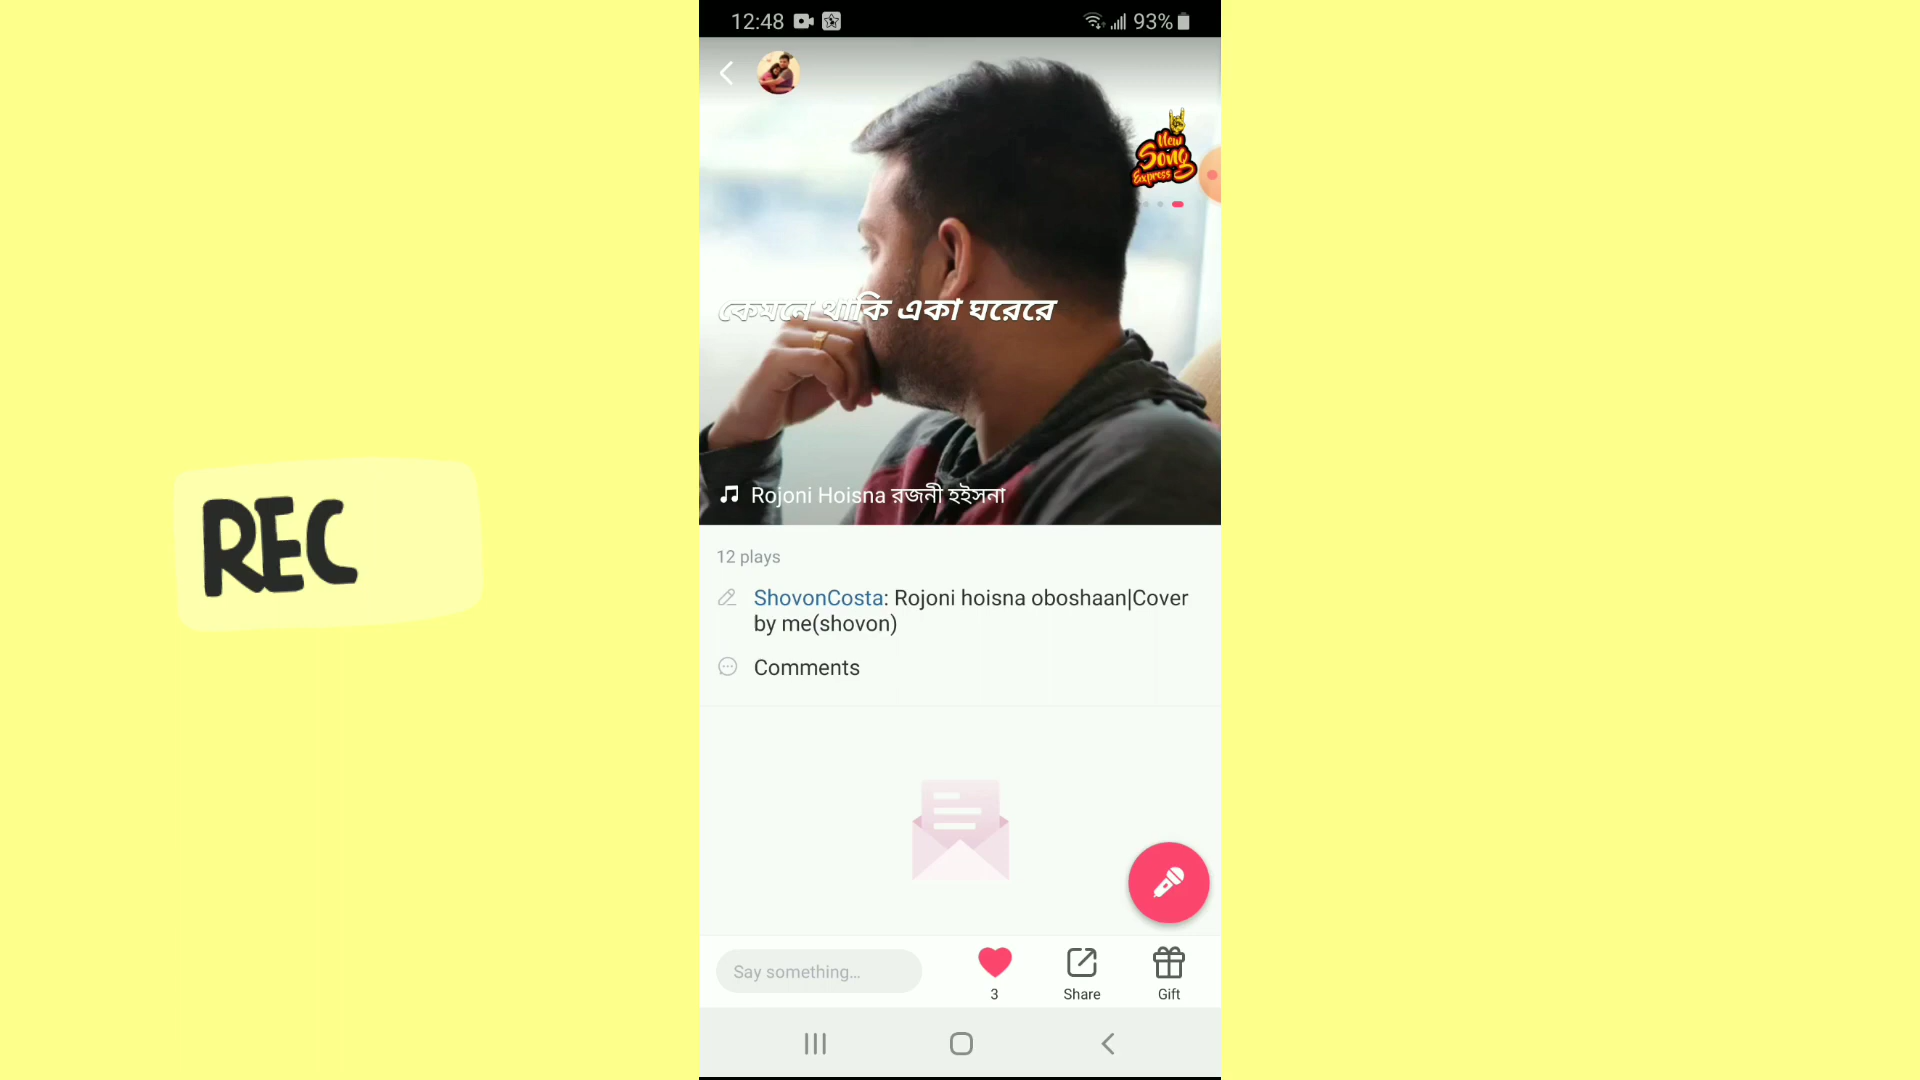 12:48
93%
New
Song
Express
কেমনে থাকি একা ঘরেরে
Rojoni Hoisna রজনী হইসনা
REC
12 plays
ShovonCosta: Rojoni hoisna oboshaan|Cover
by me(shovon)
Comments
Say something...
3
Share
Gift